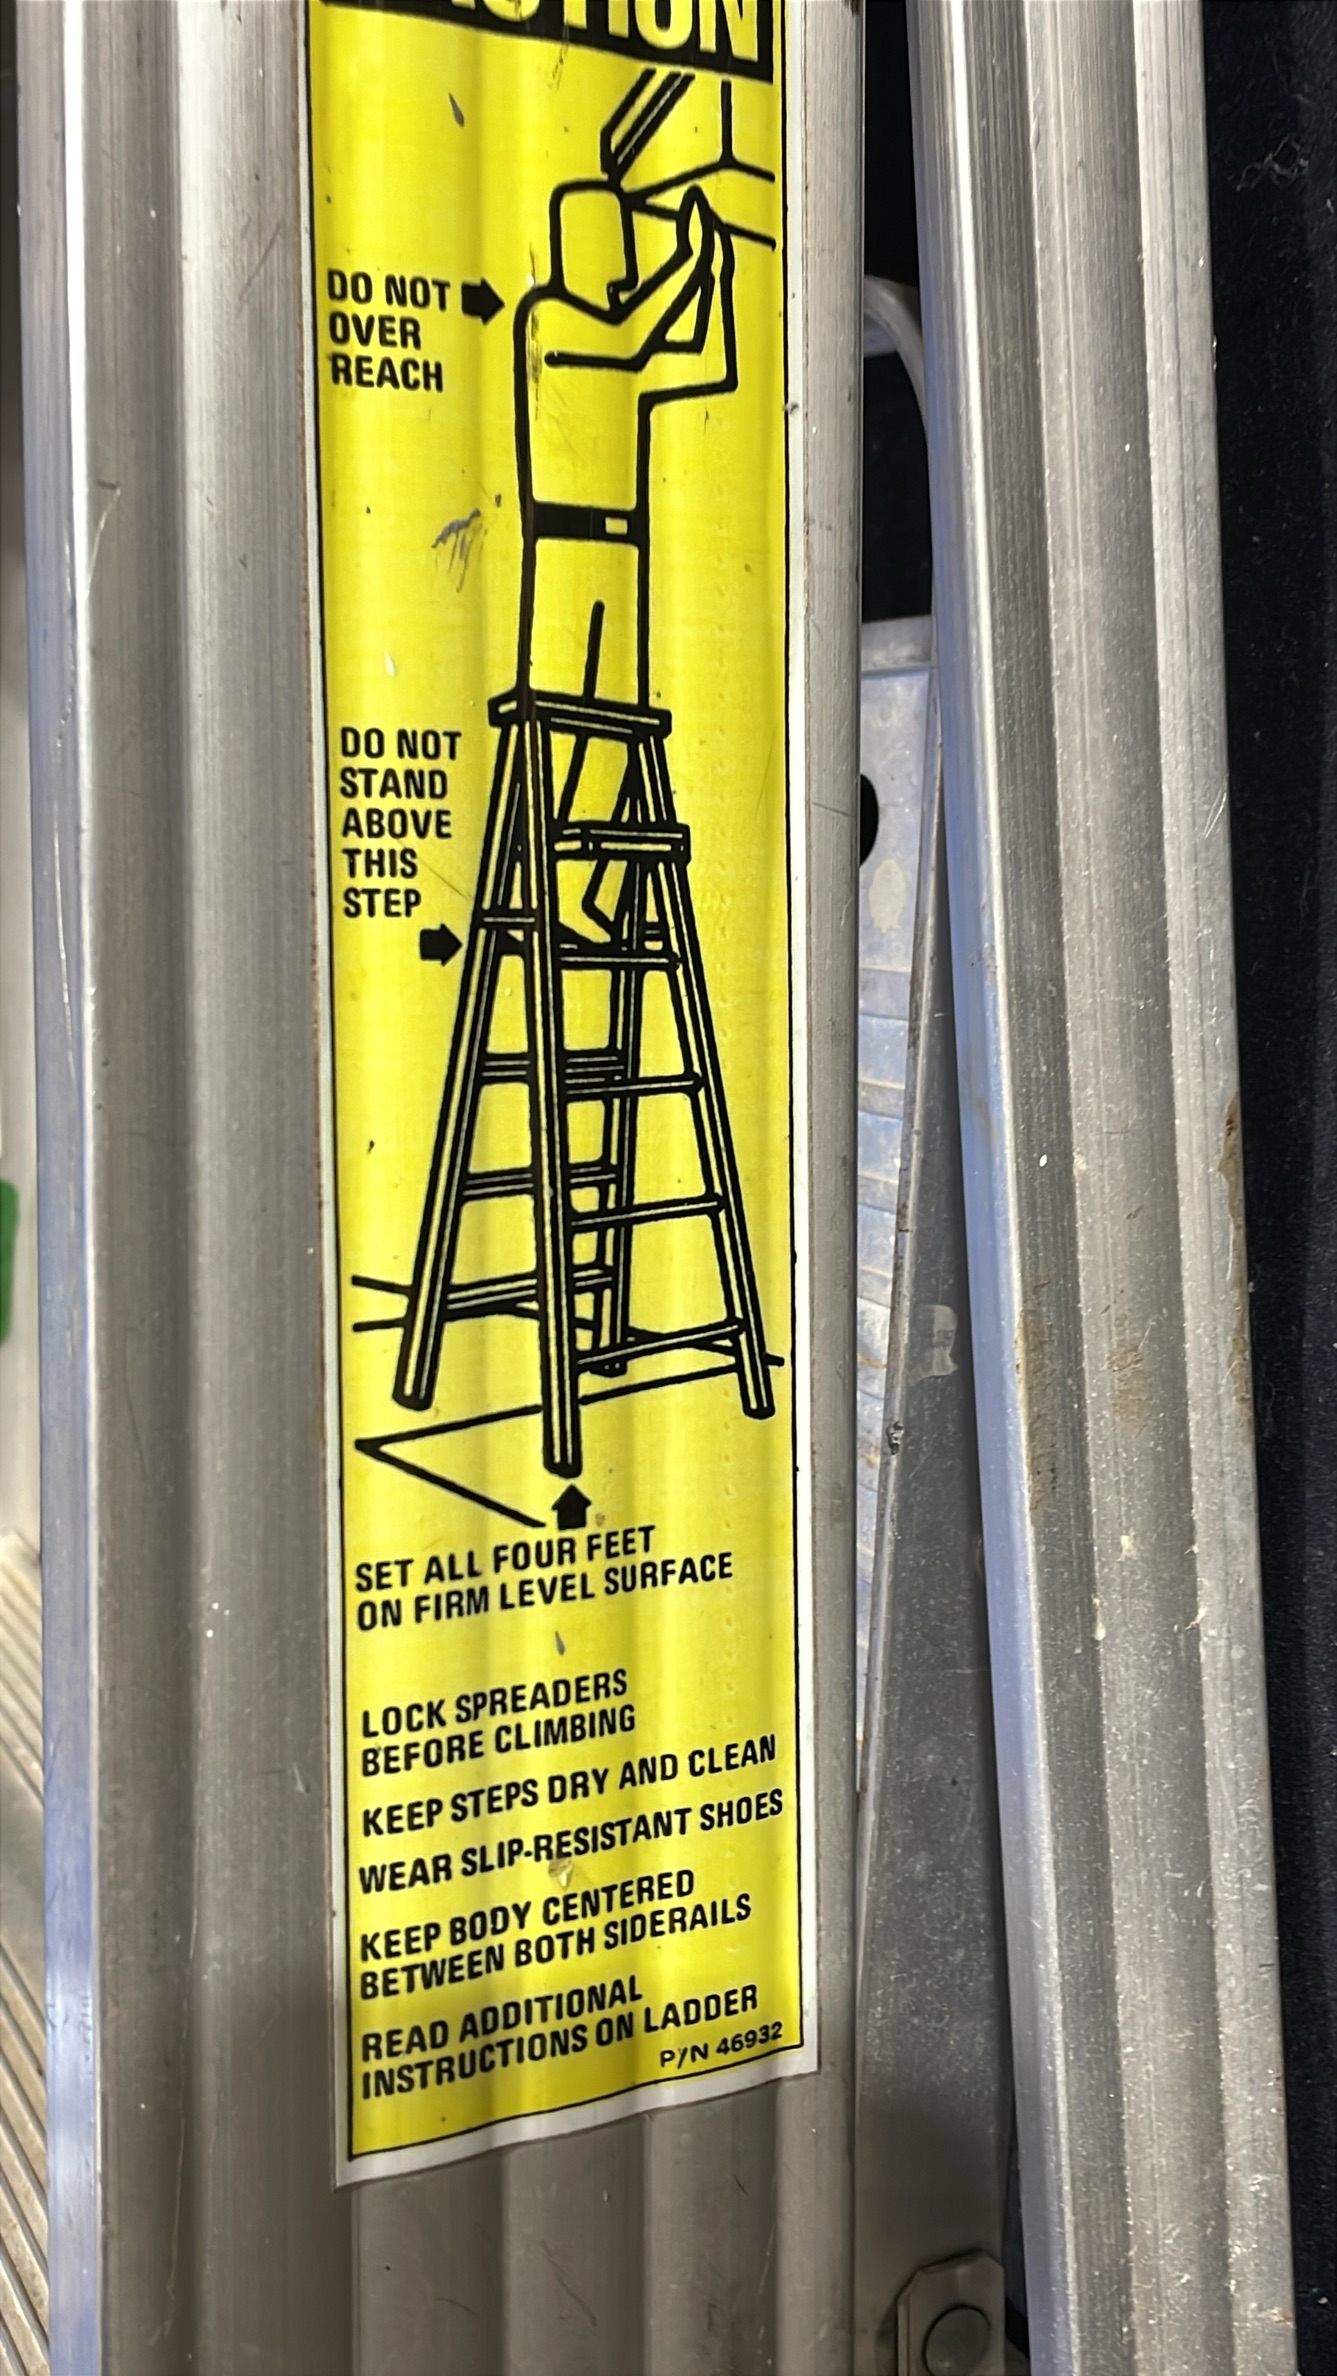 DO NOT
OVER
REACH
DO NOT
STAND
ABOVE
THIS
STEP
SET ALL FOUR FEET
ON FIRM LEVEL SURFACE
LOCK SPREADERS
BEFORE CLIMBING
KEEP STEPS DRY AND CLEAN
WEAR SLIP-RESISTANT SHOES
KEEP BODY CENTERED
BETWEEN BOTH SIDERAILS
READ ADDITIONAL
INSTRUCTIONS ON LADDER
P/N 46932